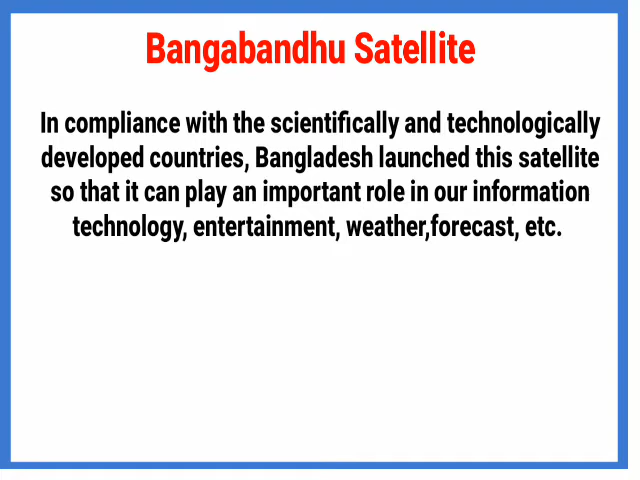 Bangabandhu Satellite
In compliance with the scientifically and technologically
developed countries, Bangladesh launched this satellite
so that it can play an important role in our information
technology, entertainment, weather,forecast, etc.